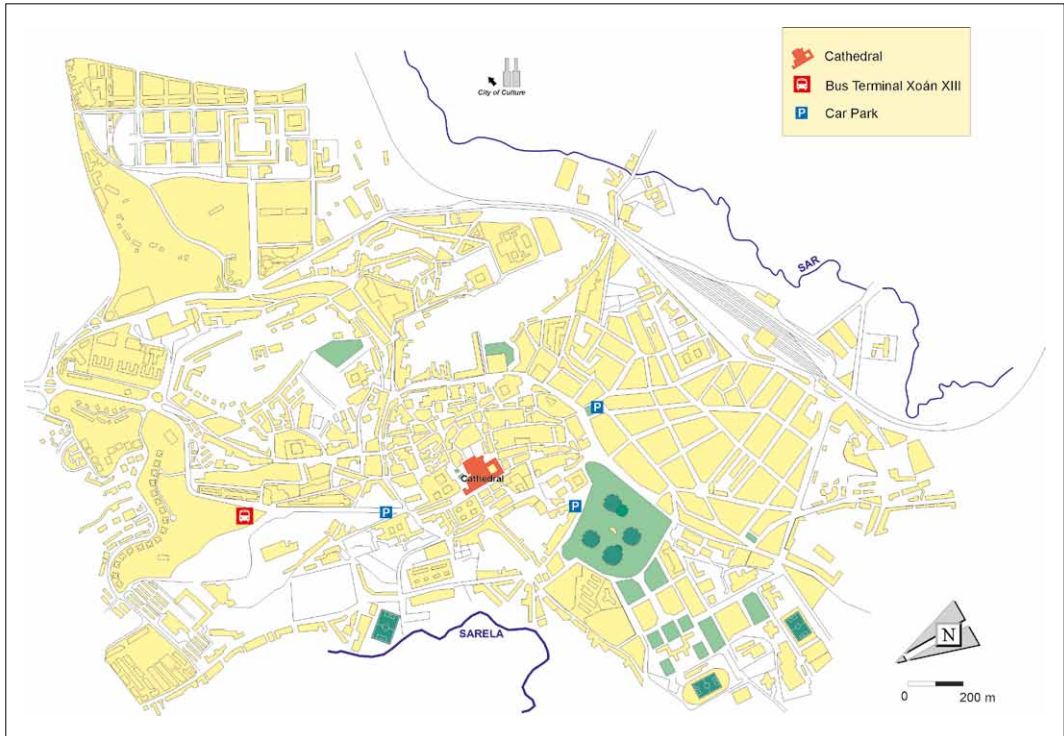 City of Culture
Cathedral
Bus Terminal Xoán XIII
P Car Park
SAR
P
Cathedral
P
P
SARELA
N
0 200 m